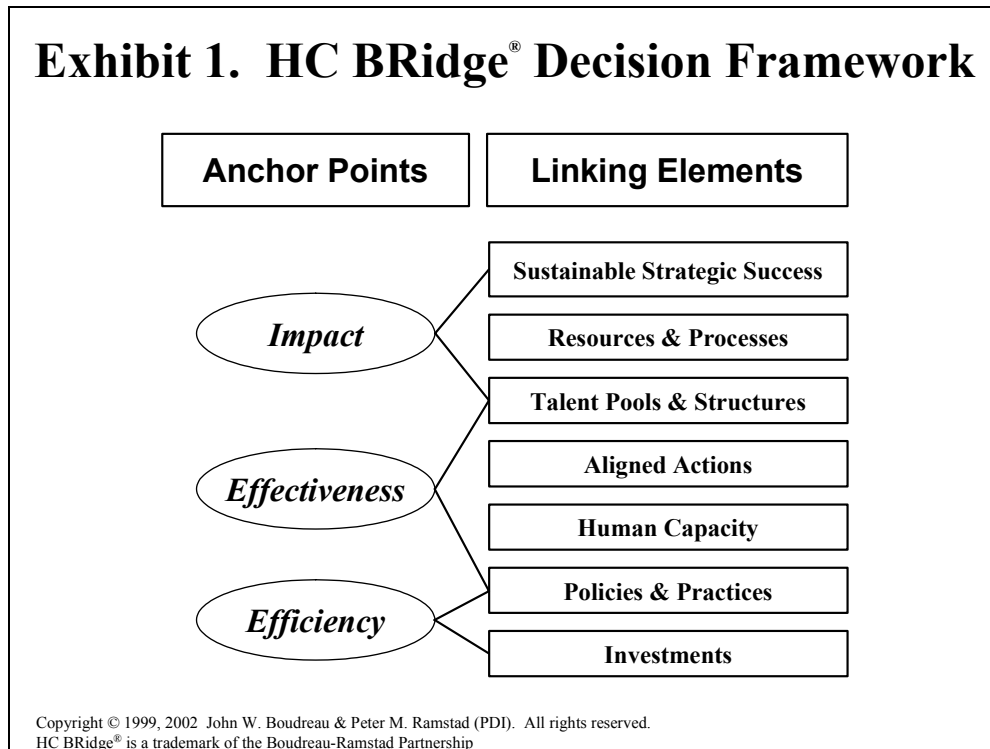 Exhibit 1. HC BRidge® Decision Framework
Anchor Points
Linking Elements
Sustainable Strategic Success
Impact
Resources & Processes
Talent Pools & Structures
Aligned Actions
Effectiveness
Human Capacity
Policies & Practices
Efficiency
Investments
Copyright © 1999, 2002 John W. Boudreau & Peter M. Ramstad (PDI). All rights reserved.
HC BRidge® is a trademark of the Boudreau-Ramstad Partnership